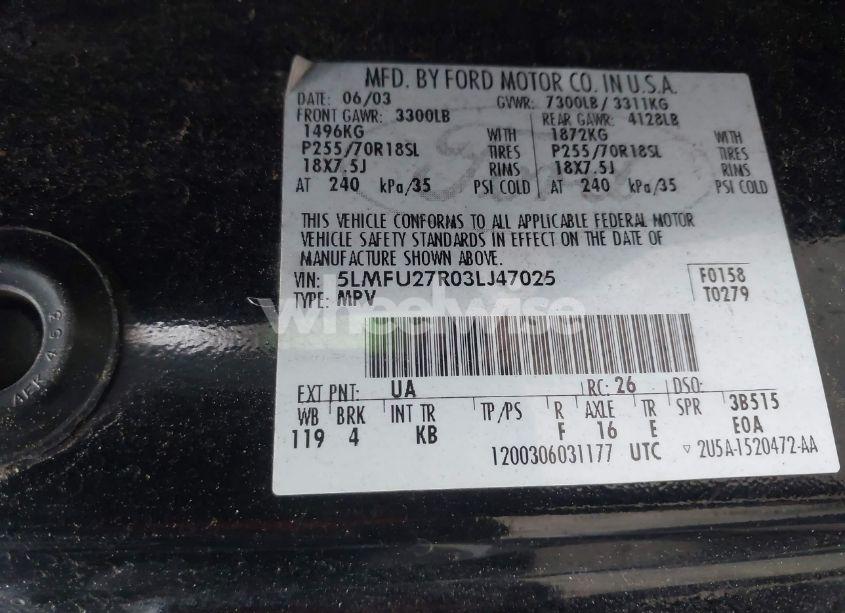 MFD. BY FORD MOTOR CO. IN U.S.A.
DATE: 06/03 GVWR: 7300LB / 3311KG
FRONT GAWR: 3300LB REAR GAWR: 4128LB
1496KG WITH 1872KG WITH
P255/70R18SL TIRES P255/70R18SL TIRES
18X7.5J RIMS 18X7.5J RIMS
AT 240 kPa/35 PSI COLD AT 240 kPa/35 PSI COLD
THIS VEHICLE CONFORMS TO ALL APPLICABLE FEDERAL MOTOR
VEHICLE SAFETY STANDARDS IN EFFECT ON THE DATE OF
MANUFACTURE SHOWN ABOVE.
VIN: 5LMFU27R03LJ47025 F0158
TYPE: MPV T0279
wheelwise
EXT PNT: UA RC: 26 DSO:
WB BRK INT TR TP/PS R AXLE TR SPR 3B515
119 4 KB F 16 E E0A
1200306031177 UTC ▽ 2U5A-1520472-AA
AEK 453